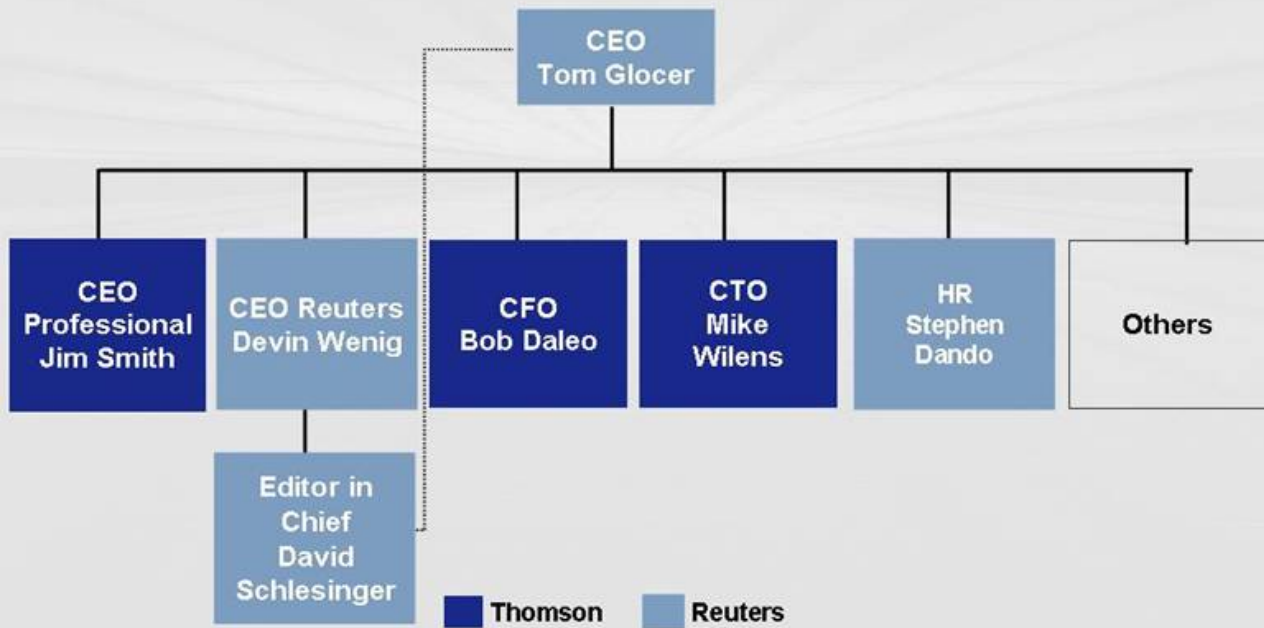 CEO
Tom Glocer
CEO
Professional
Jim Smith
CEO Reuters
Devin Wenig
CFO
Bob Daleo
CTO
Mike
Wilens
HR
Stephen
Dando
Others
Editor in
Chief
David
Schlesinger
Thomson
Reuters